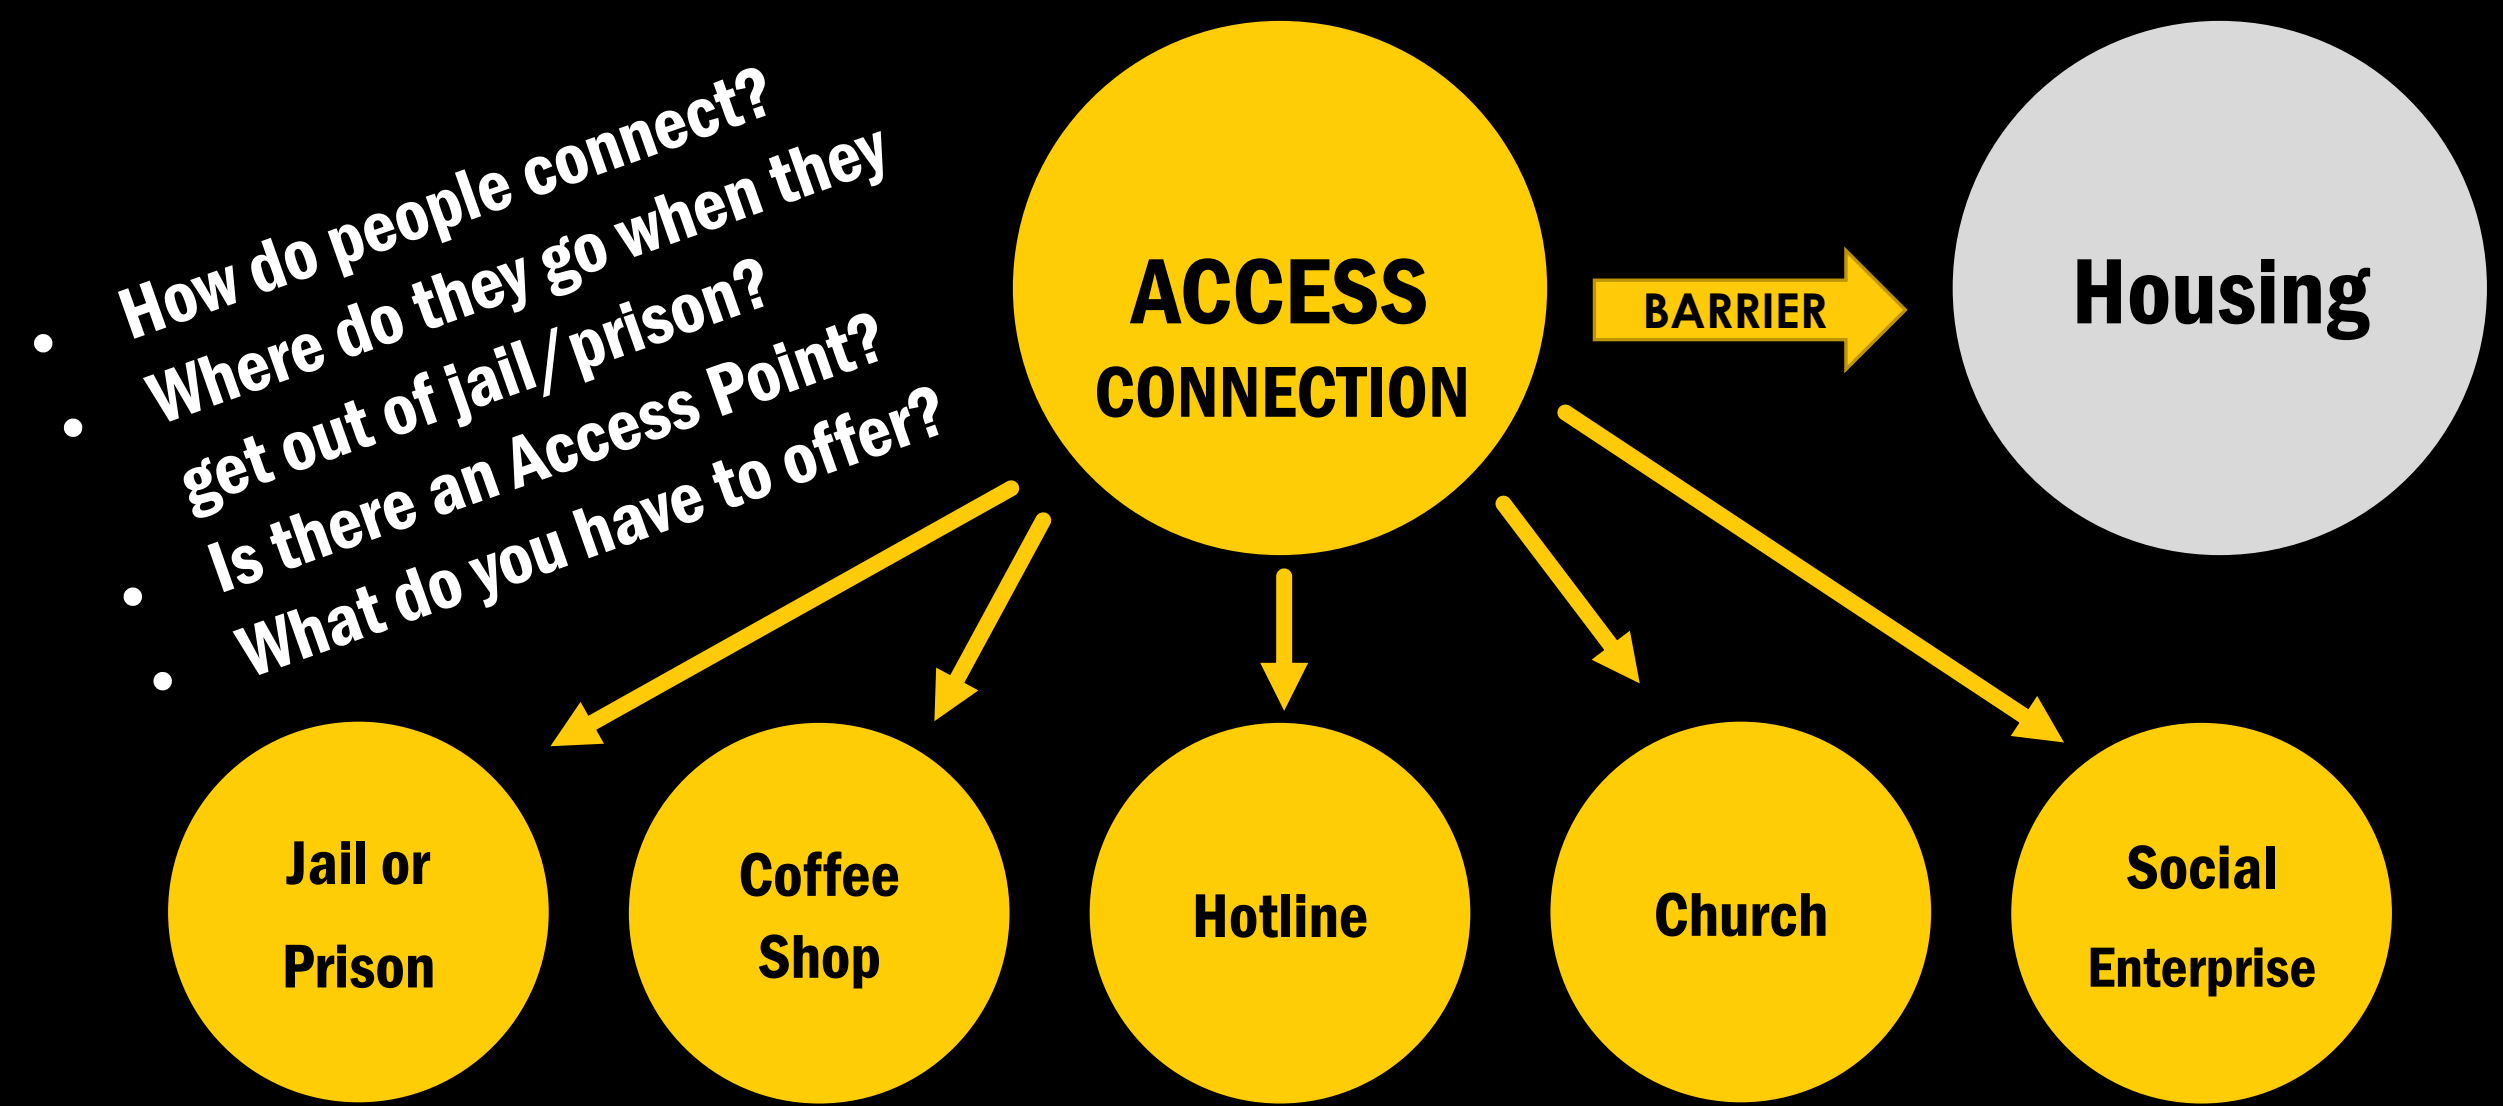 • How do people connect?
• Where do they go when they
get out of jail/prison?
• Is there an Access Point?
• What do you have to offer?
ACCESS
CONNECTION
BARRIER
Housing
Jail or
Prison
Coffee
Shop
Hotline
Church
Social
Enterprise